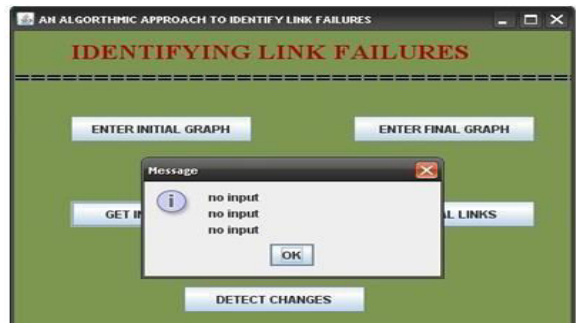 AN ALGORTHMIC APPROACH TO IDENTIFY LINK FAILURES
IDENTIFYING LINK FAILURES
ENTER INITIAL GRAPH
ENTER FINAL GRAPH
Message
no input
no input
no input
GET
LINKS
OK
DETECT CHANGES